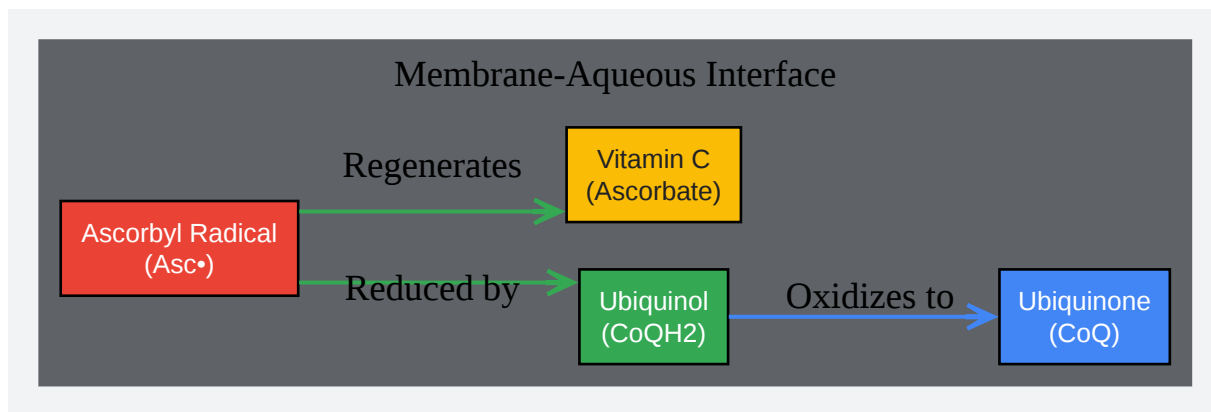 Membrane-Aqueous Interface
Regenerates
Vitamin C
(Ascorbate)
Ascorbyl Radical
(Asc•)
Reduced by
Ubiquinol
(CoQH2)
Oxidizes to
Ubiquinone
(CoQ)